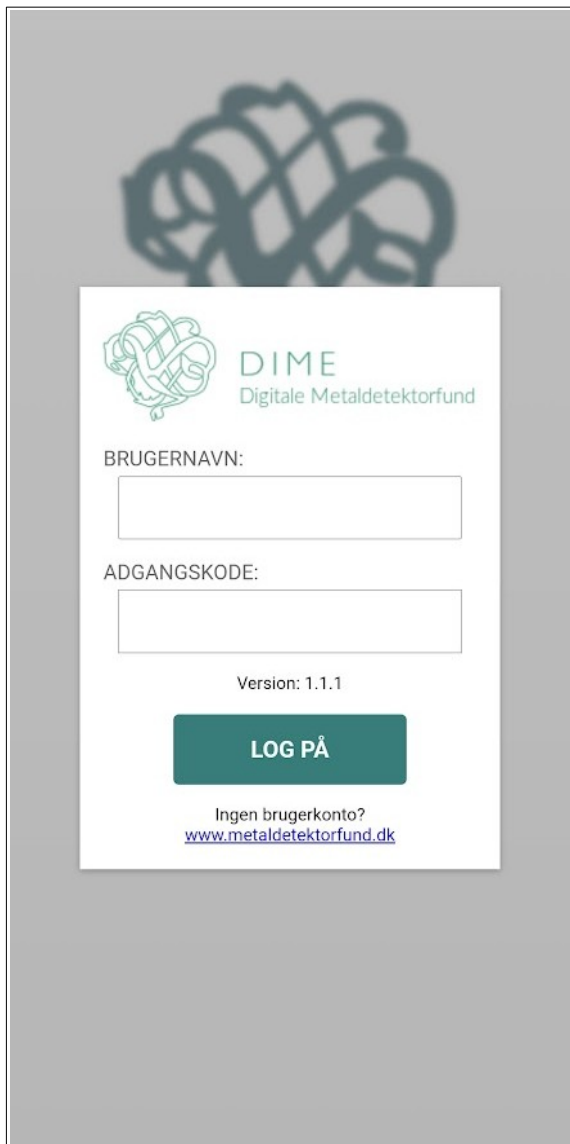 DIME
Digitale Metaldetektorfund
BRUGERNAVN:
ADGANGSKODE:
Version: 1.1.1
LOG PÅ
Ingen brugerkonto?
www.metaldetektorfund.dk